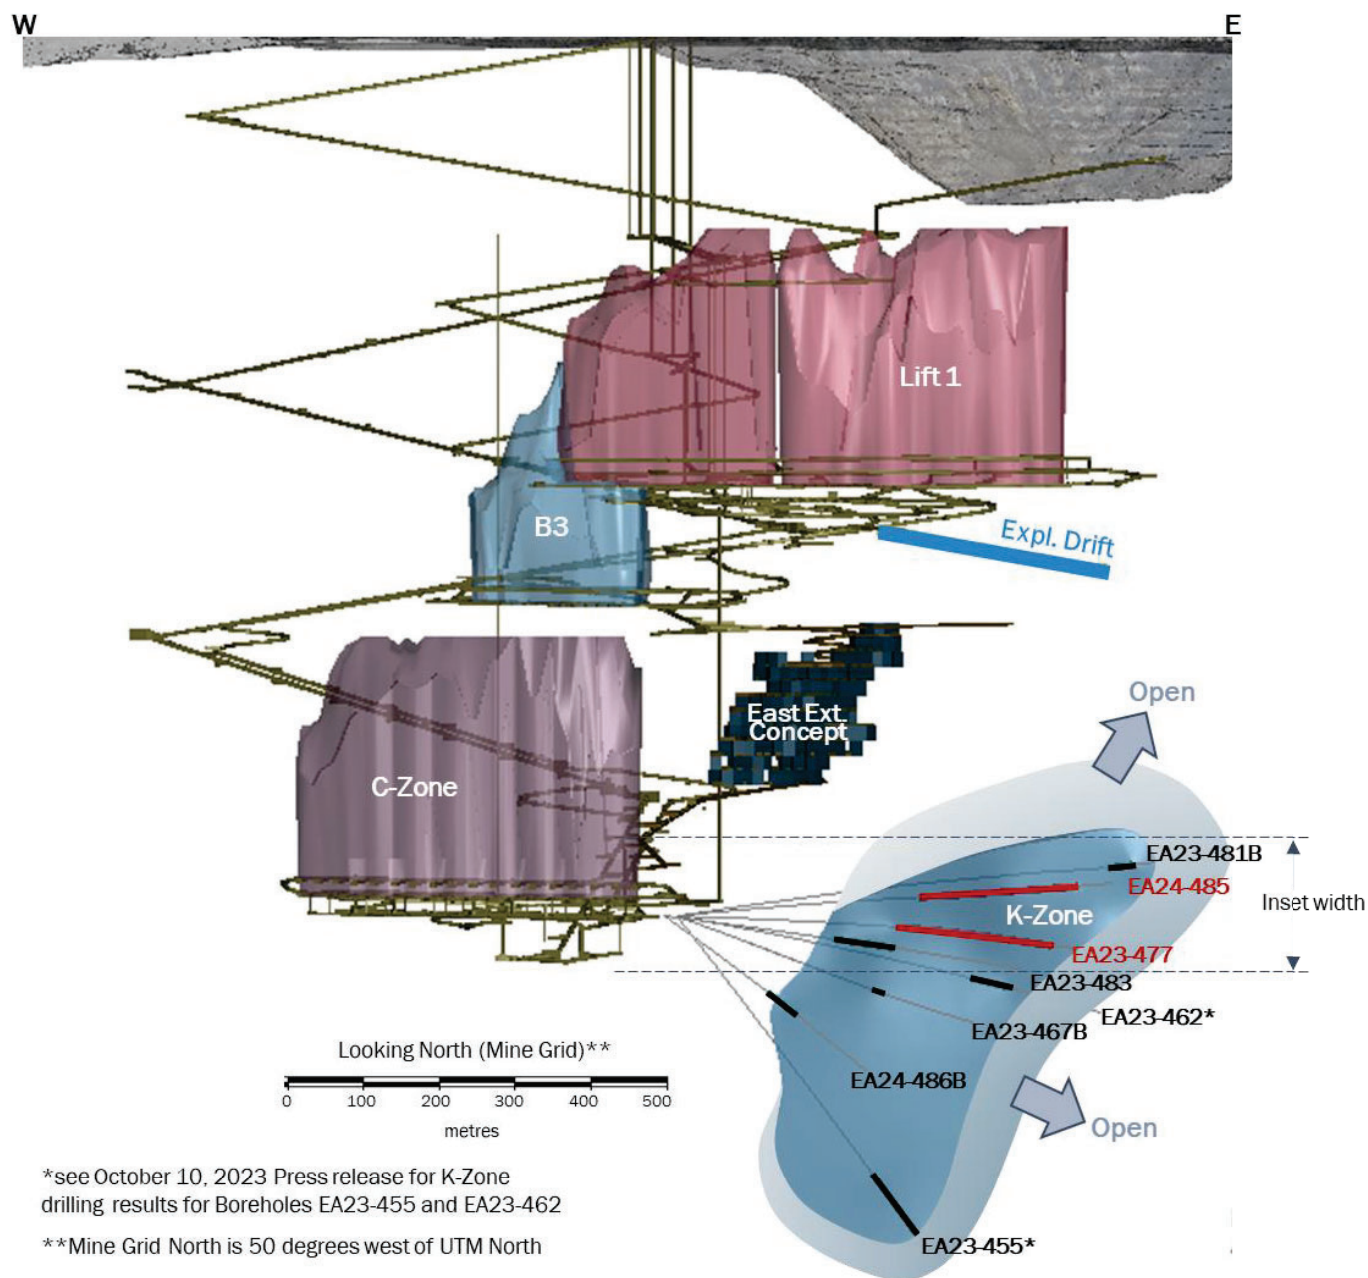 W
E
Lift 1
B3
Expl. Drift
East Ext.
Concept
Open
C-Zone
EA23-481B
EA24-485
K-Zone
Inset width
EA23-477
EA23-483
EA23-462*
EA23-467B
Looking North (Mine Grid)**
EA24-486B
0 100 200 300 400 500
metres
Open
*see October 10, 2023 Press release for K-Zone
drilling results for Boreholes EA23-455 and EA23-462
**Mine Grid North is 50 degrees west of UTM North
EA23-455*